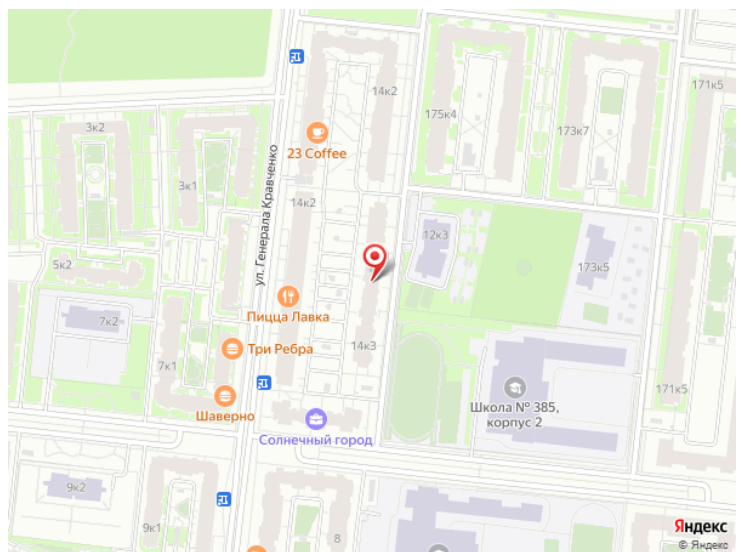 171к5
14к2
175к4
3к2
173к7
23 Coffee
3к1
14к2
ул. Генерала Кравченко
12к3
5к2
173к5
Пицца Лавка
7к2
Три Ребра
14к3
7к1
171к5
Школа № 385,
корпус 2
Шаверно
Солнечный город
9к2
9к1
8
Яндекс
© Яндекс